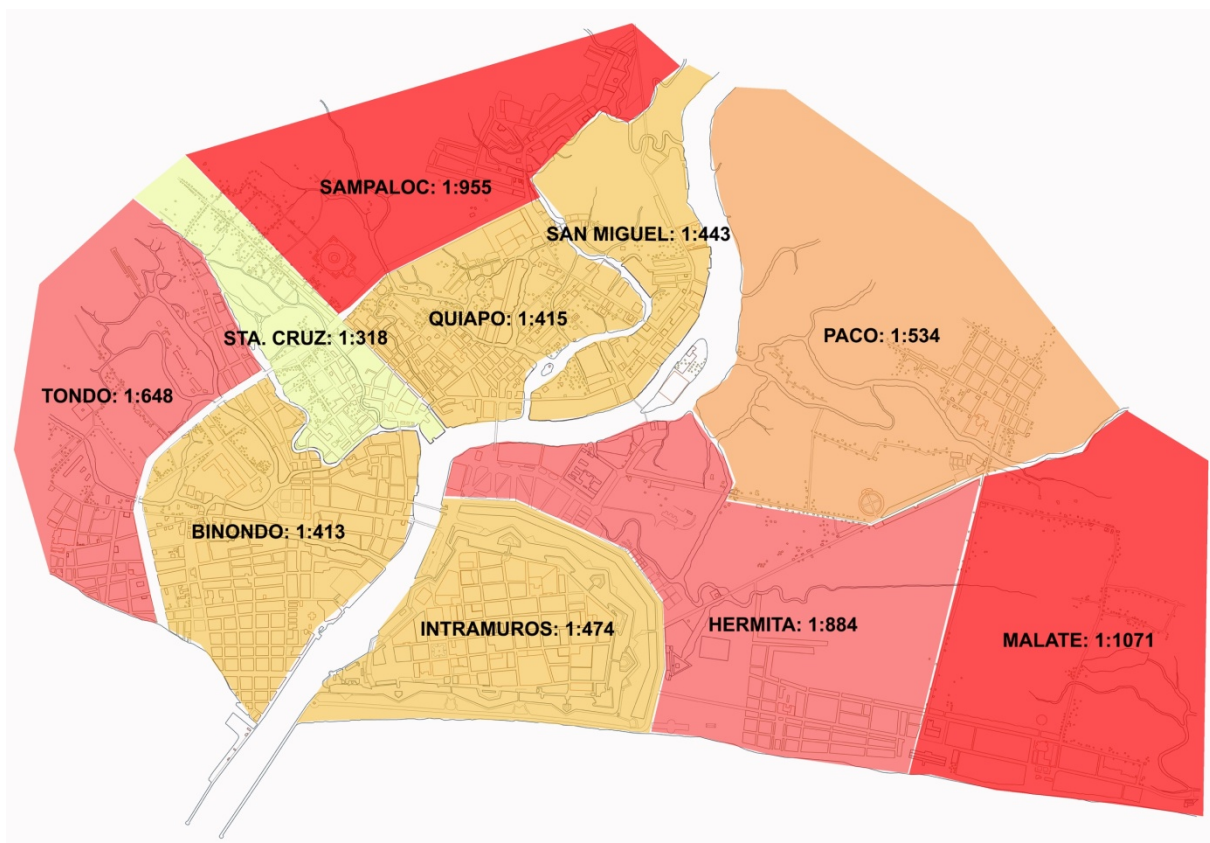 SAMPALOC: 1:955
SAN MIGUEL: 1:443
QUIAPO: 1:415
STA. CRUZ: 1:318
PACO: 1:534
TONDO: 1:648
BINONDO: 1:413
INTRAMUROS: 1:474
HERMITA: 1:884
MALATE: 1:1071